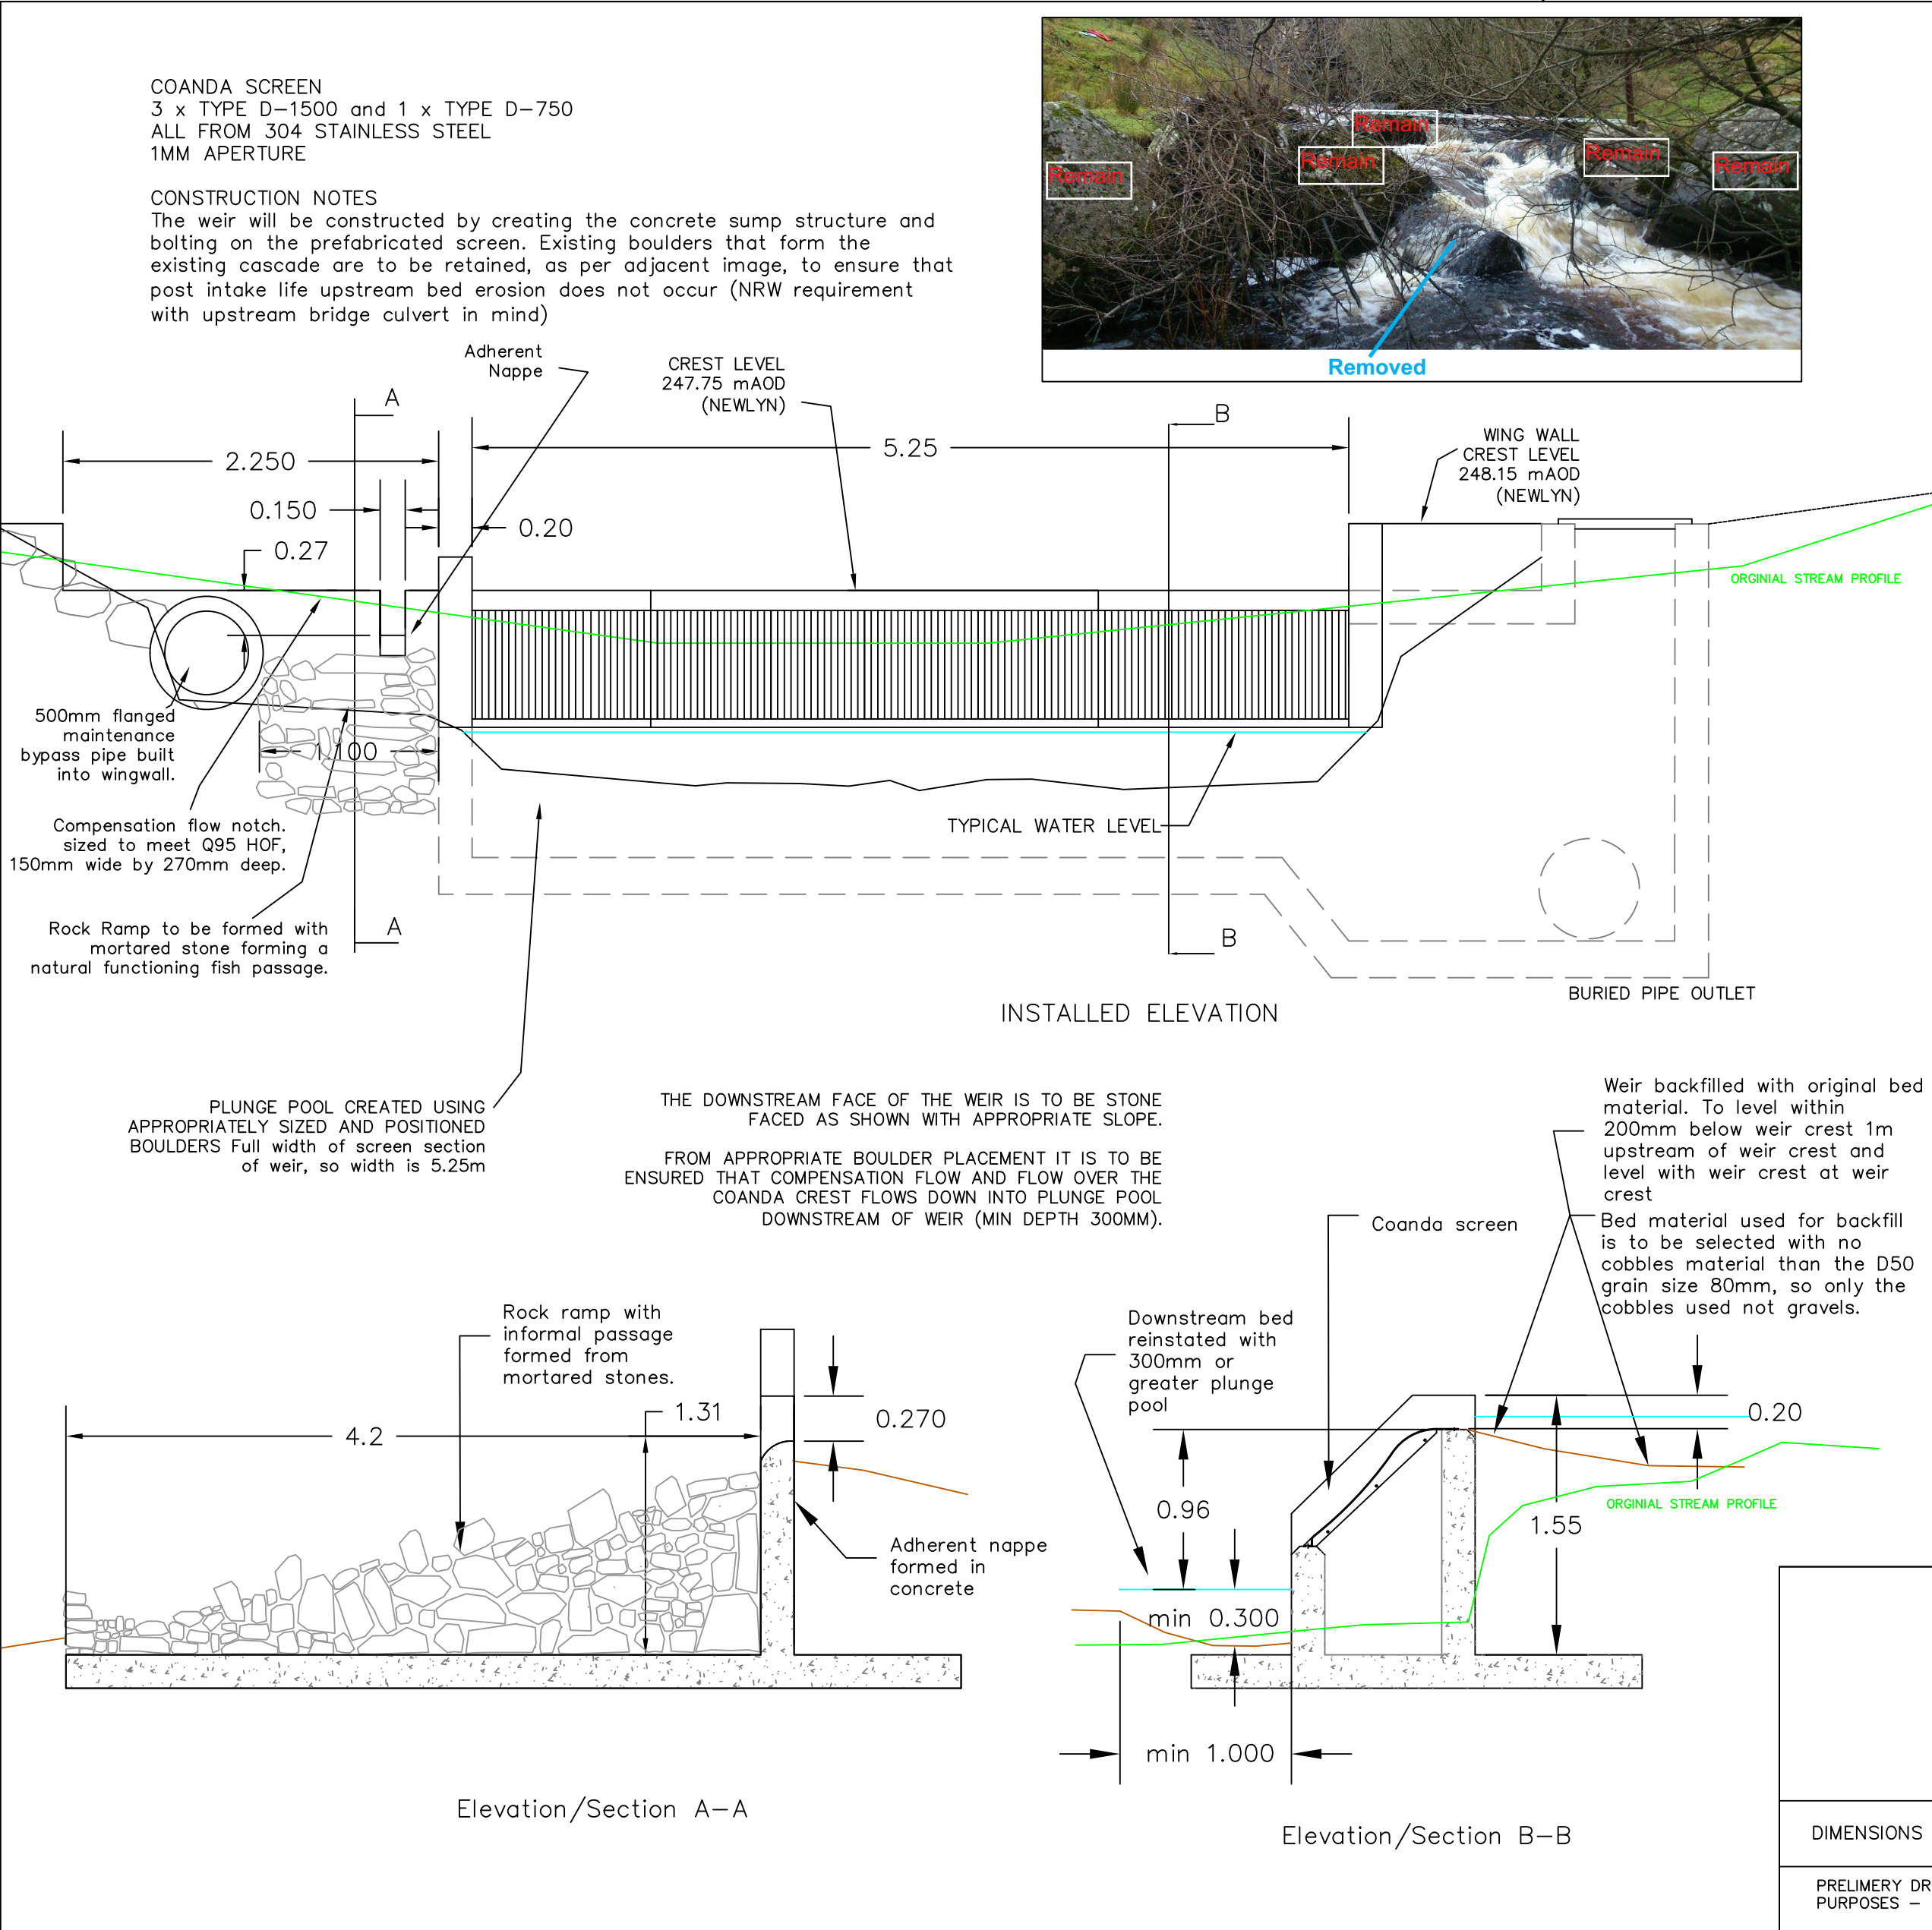 COANDA SCREEN
3 x TYPE D-1500 and 1 x TYPE D-750
ALL FROM 304 STAINLESS STEEL
1MM APERTURE
CONSTRUCTION NOTES
The weir will be constructed by creating the concrete sump structure and
bolting on the prefabricated screen. Existing boulders that form the
existing cascade are to be retained, as per adjacent image, to ensure that
post intake life upstream bed erosion does not occur (NRW requirement
with upstream bridge culvert in mind)
Remain
Remain
Remain
Remain
Remain
Removed
Adherent
Nappe
CREST LEVEL
247.75 mAOD
(NEWLYN)
A
B
WING WALL
CREST LEVEL
248.15 mAOD
(NEWLYN)
2.250
5.25
0.150
0.20
0.27
ORGINIAL STREAM PROFILE
500mm flanged
maintenance
bypass pipe built
into wingwall.
1.100
Compensation flow notch.
sized to meet Q95 HOF,
150mm wide by 270mm deep.
TYPICAL WATER LEVEL
Rock Ramp to be formed with
mortared stone forming a
natural functioning fish passage.
A
B
BURIED PIPE OUTLET
INSTALLED ELEVATION
PLUNGE POOL CREATED USING
APPROPRIATELY SIZED AND POSITIONED
BOULDERS Full width of screen section
of weir, so width is 5.25m
THE DOWNSTREAM FACE OF THE WEIR IS TO BE STONE
FACED AS SHOWN WITH APPROPRIATE SLOPE.
FROM APPROPRIATE BOULDER PLACEMENT IT IS TO BE
ENSURED THAT COMPENSATION FLOW AND FLOW OVER THE
COANDA CREST FLOWS DOWN INTO PLUNGE POOL
DOWNSTREAM OF WEIR (MIN DEPTH 300MM).
Weir backfilled with original bed
material. To level within
200mm below weir crest 1m
upstream of weir crest and
level with weir crest at weir
crest
Bed material used for backfill
is to be selected with no
cobbles material than the D50
grain size 80mm, so only the
cobbles used not gravels.
Coanda screen
Rock ramp with
informal passage
formed from
mortared stones.
Downstream bed
reinstated with
300mm or
greater plunge
pool
4.2
1.31
0.270
Adherent nappe
formed in
concrete
0.20
0.96
1.55
ORGINIAL STREAM PROFILE
min 0.300
min 1.000
Elevation/Section A-A
Elevation/Section B-B
DIMENSIONS
PRELIMERY DR
PURPOSES -